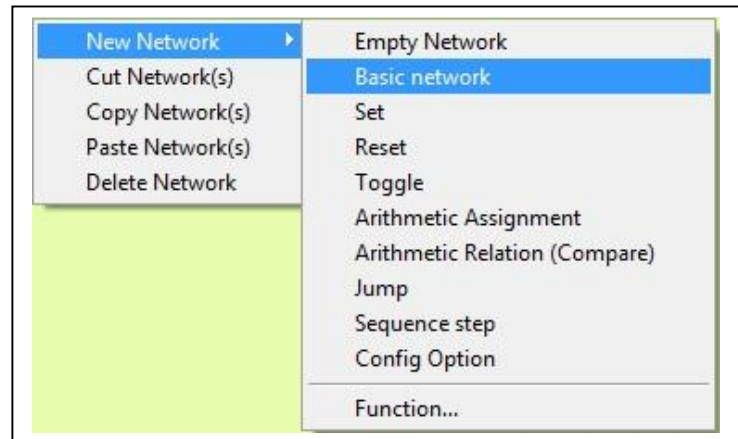 New Network
Cut Network(s)
Copy Network(s)
Paste Network(s)
Delete Network
Empty Network
Basic network
Set
Reset
Toggle
Arithmetic Assignment
Arithmetic Relation (Compare)
Jump
Sequence step
Config Option
Function...